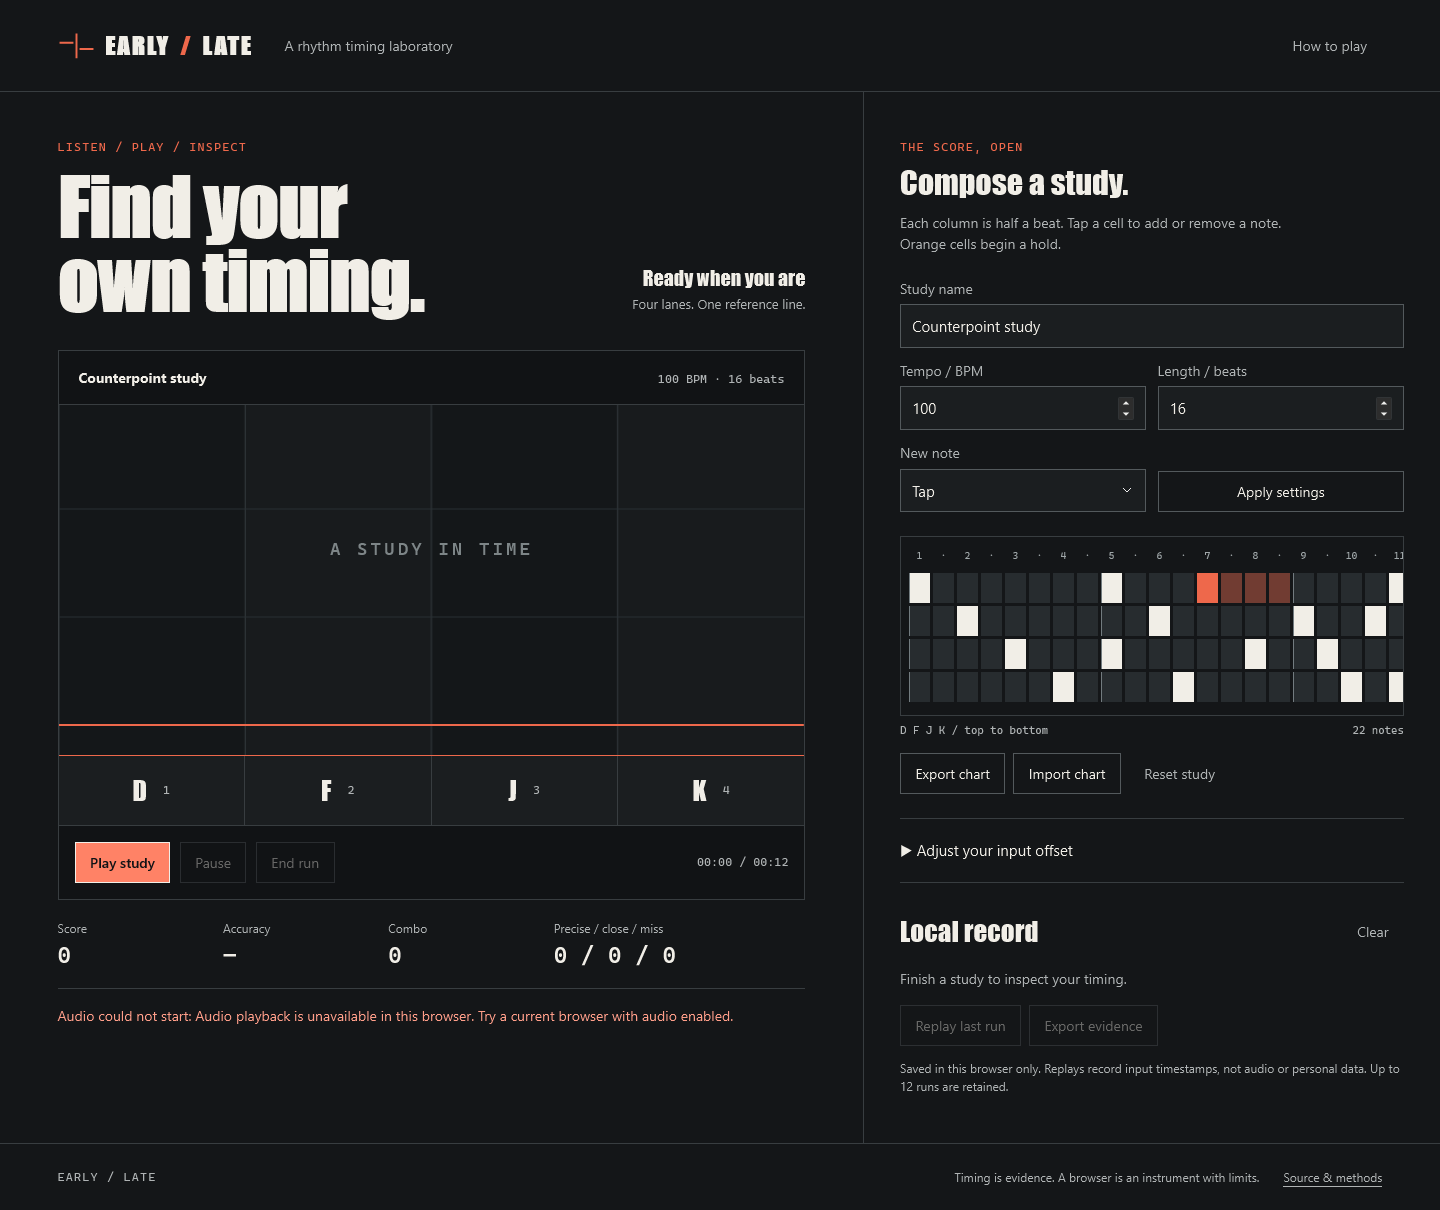 EARLY / LATE
A rhythm timing laboratory
How to play
LISTEN / PLAY / INSPECT
Find your
own timing.
Ready when you are
Four lanes. One reference line.
Counterpoint study
100 BPM · 16 beats
A STUDY IN TIME
D 1
F 2
J 3
K 4
Play study
Pause
End run
00:00 / 00:12
Score
0
Accuracy
—
Combo
0
Precise / close / miss
0 / 0 / 0
Audio could not start: Audio playback is unavailable in this browser. Try a current browser with audio enabled.
THE SCORE, OPEN
Compose a study.
Each column is half a beat. Tap a cell to add or remove a note.
Orange cells begin a hold.
Study name
Counterpoint study
Tempo / BPM
100
Length / beats
16
New note
Tap
Apply settings
1 · 2 · 3 · 4 · 5 · 6 · 7 · 8 · 9 · 10 · 11
D F J K / top to bottom
22 notes
Export chart
Import chart
Reset study
Adjust your input offset
Local record
Clear
Finish a study to inspect your timing.
Replay last run
Export evidence
Saved in this browser only. Replays record input timestamps, not audio or personal data. Up to
12 runs are retained.
EARLY / LATE
Timing is evidence. A browser is an instrument with limits.
Source & methods